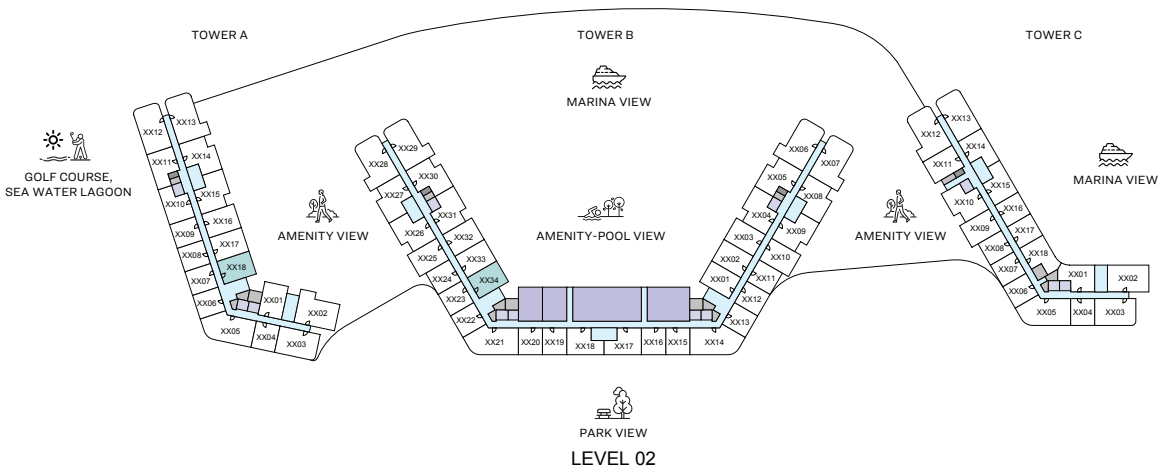 TOWER A
TOWER B
TOWER C
MARINA VIEW
GOLF COURSE,
SEA WATER LAGOON
AMENITY VIEW
AMENITY-POOL VIEW
AMENITY VIEW
MARINA VIEW
XX12
XX13
XX11
XX14
XX10
XX15
XX09
XX16
XX08
XX17
XX07
XX18
XX06
XX01
XX02
XX05
XX04
XX03
XX29
XX28
XX30
XX27
XX31
XX26
XX32
XX25
XX33
XX24
XX34
XX23
XX22
XX21
XX20
XX19
XX18
XX17
XX16
XX15
XX14
XX13
XX12
XX11
XX01
XX10
XX02
XX09
XX03
XX08
XX04
XX05
XX07
XX06
XX13
XX12
XX14
XX11
XX15
XX10
XX16
XX09
XX17
XX08
XX18
XX07
XX01
XX02
XX06
XX05
XX04
XX03
PARK VIEW
LEVEL 02